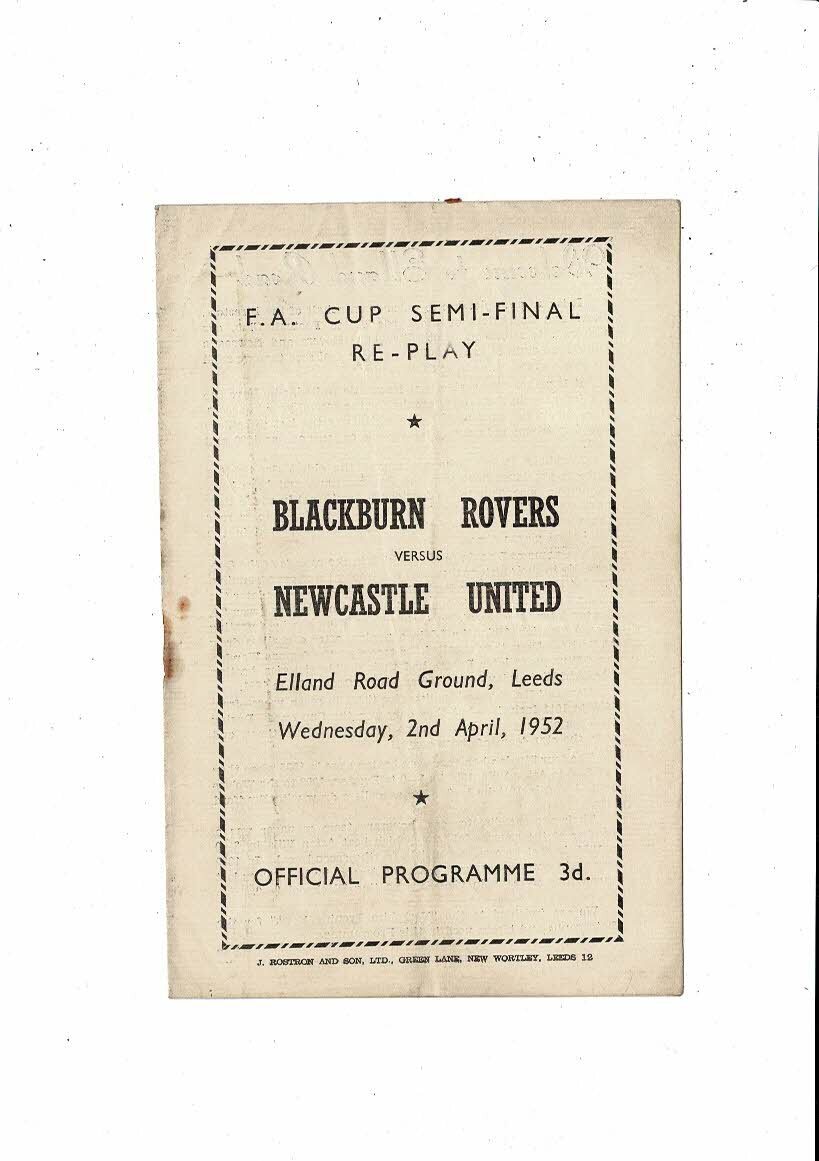 F.A. CUP SEMI-FINAL
RE-PLAY
BLACKBURN ROVERS
VERSUS
NEWCASTLE UNITED
Elland Road Ground, Leeds
Wednesday, 2nd April, 1952
OFFICIAL PROGRAMME 3d.
J. ROSTRON AND SON, LTD., GREEN LANE, NEW WORTLEY, LEEDS 12